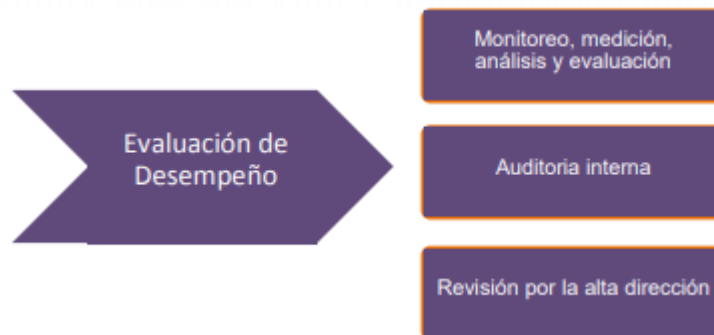 Evaluación de
Desempeño
Monitoreo, medición,
análisis y evaluación
Auditoria interna
Revisión por la alta dirección